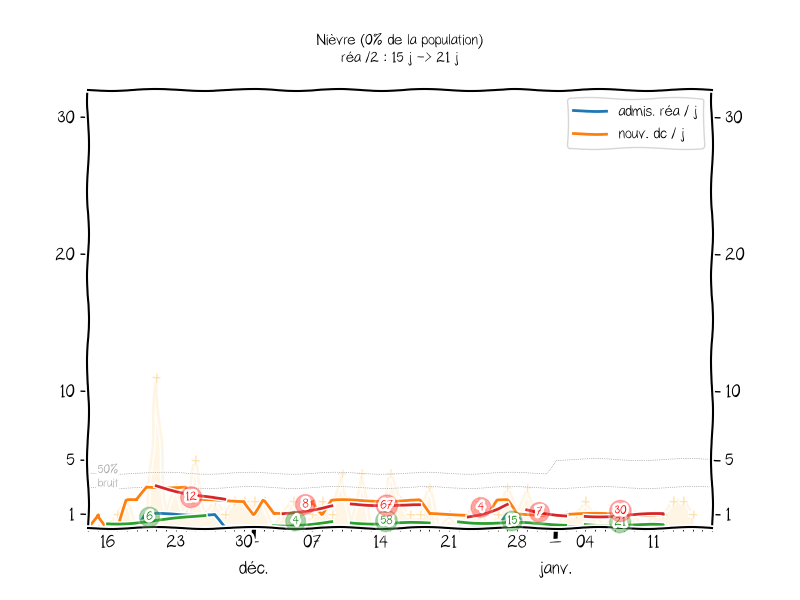 Nièvre (0% de la population)
réa /2 : 15 j -> 21 j
admis. réa / j
nouv. dc / j
30 30
20 20
10 10
5 5
1 1
50%
bruit
12 8 67 4 7 30
6 4 58 15 21
16 23 30 07 14 21 28 04 11
déc. janv.